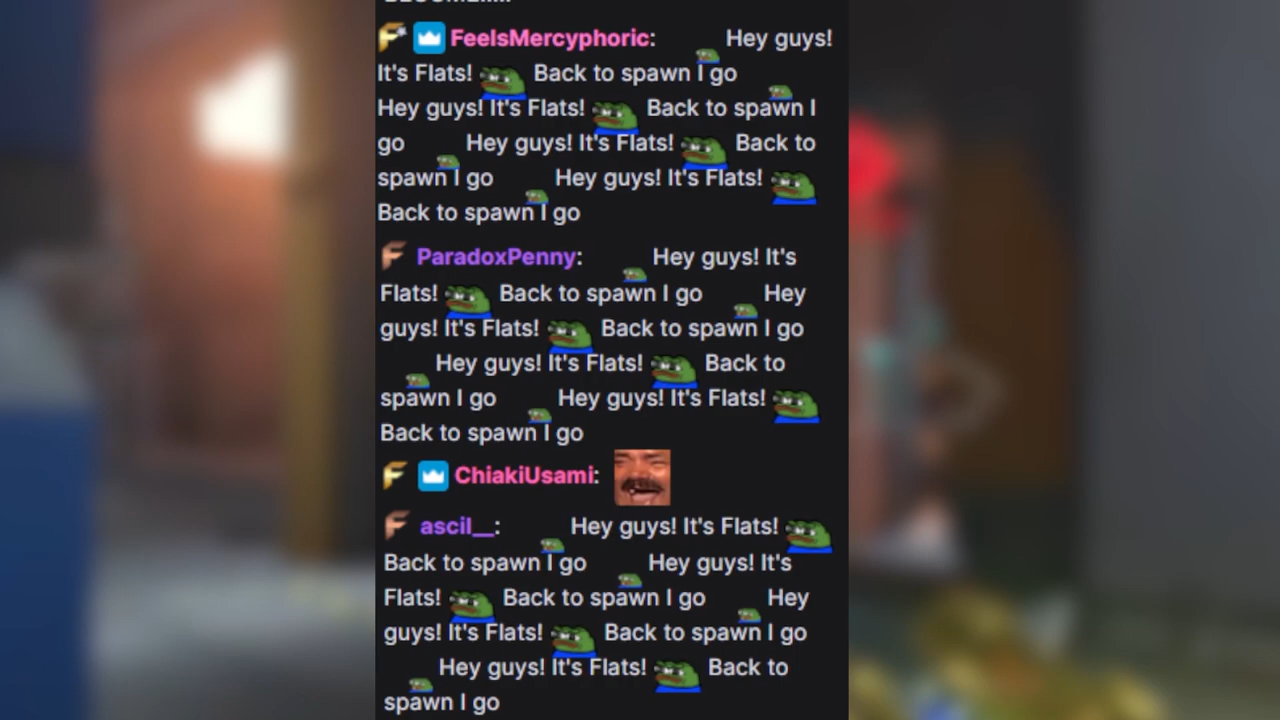 FeelsMercyphoric: Hey guys!
It's Flats! Back to spawn I go
Hey guys! It's Flats! Back to spawn I
go Hey guys! It's Flats! Back to
spawn I go Hey guys! It's Flats!
Back to spawn I go
ParadoxPenny: Hey guys! It's
Flats! Back to spawn I go Hey
guys! It's Flats! Back to spawn I go
Hey guys! It's Flats! Back to
spawn I go Hey guys! It's Flats!
Back to spawn I go
ChiakiUsami:
ascil__: Hey guys! It's Flats!
Back to spawn I go Hey guys! It's
Flats! Back to spawn I go Hey
guys! It's Flats! Back to spawn I go
Hey guys! It's Flats! Back to
spawn I go